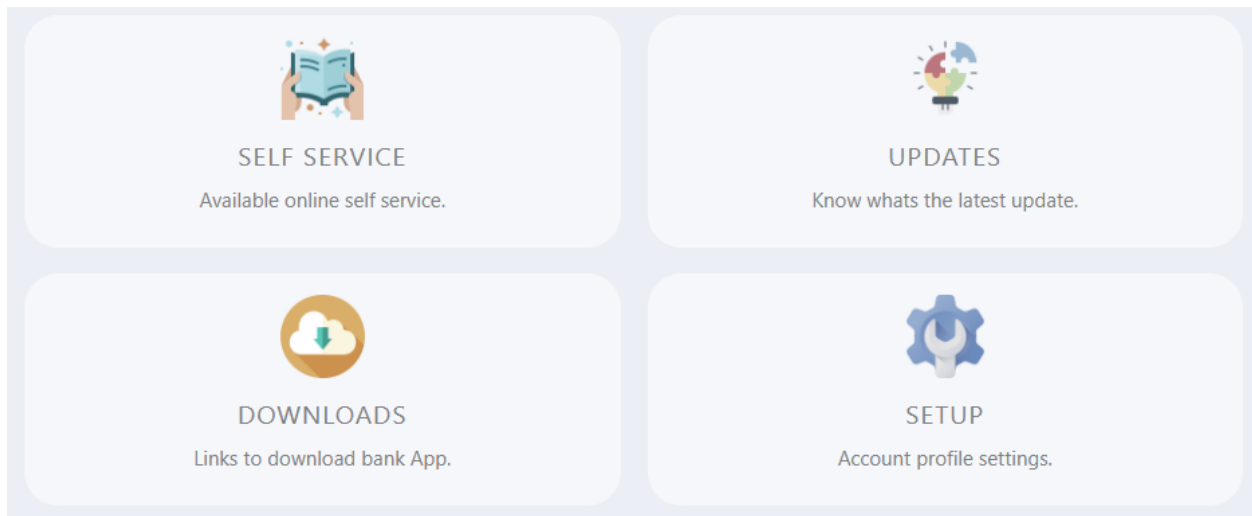 SELF SERVICE
Available online self service.
UPDATES
Know whats the latest update.
DOWNLOADS
Links to download bank App.
SETUP
Account profile settings.